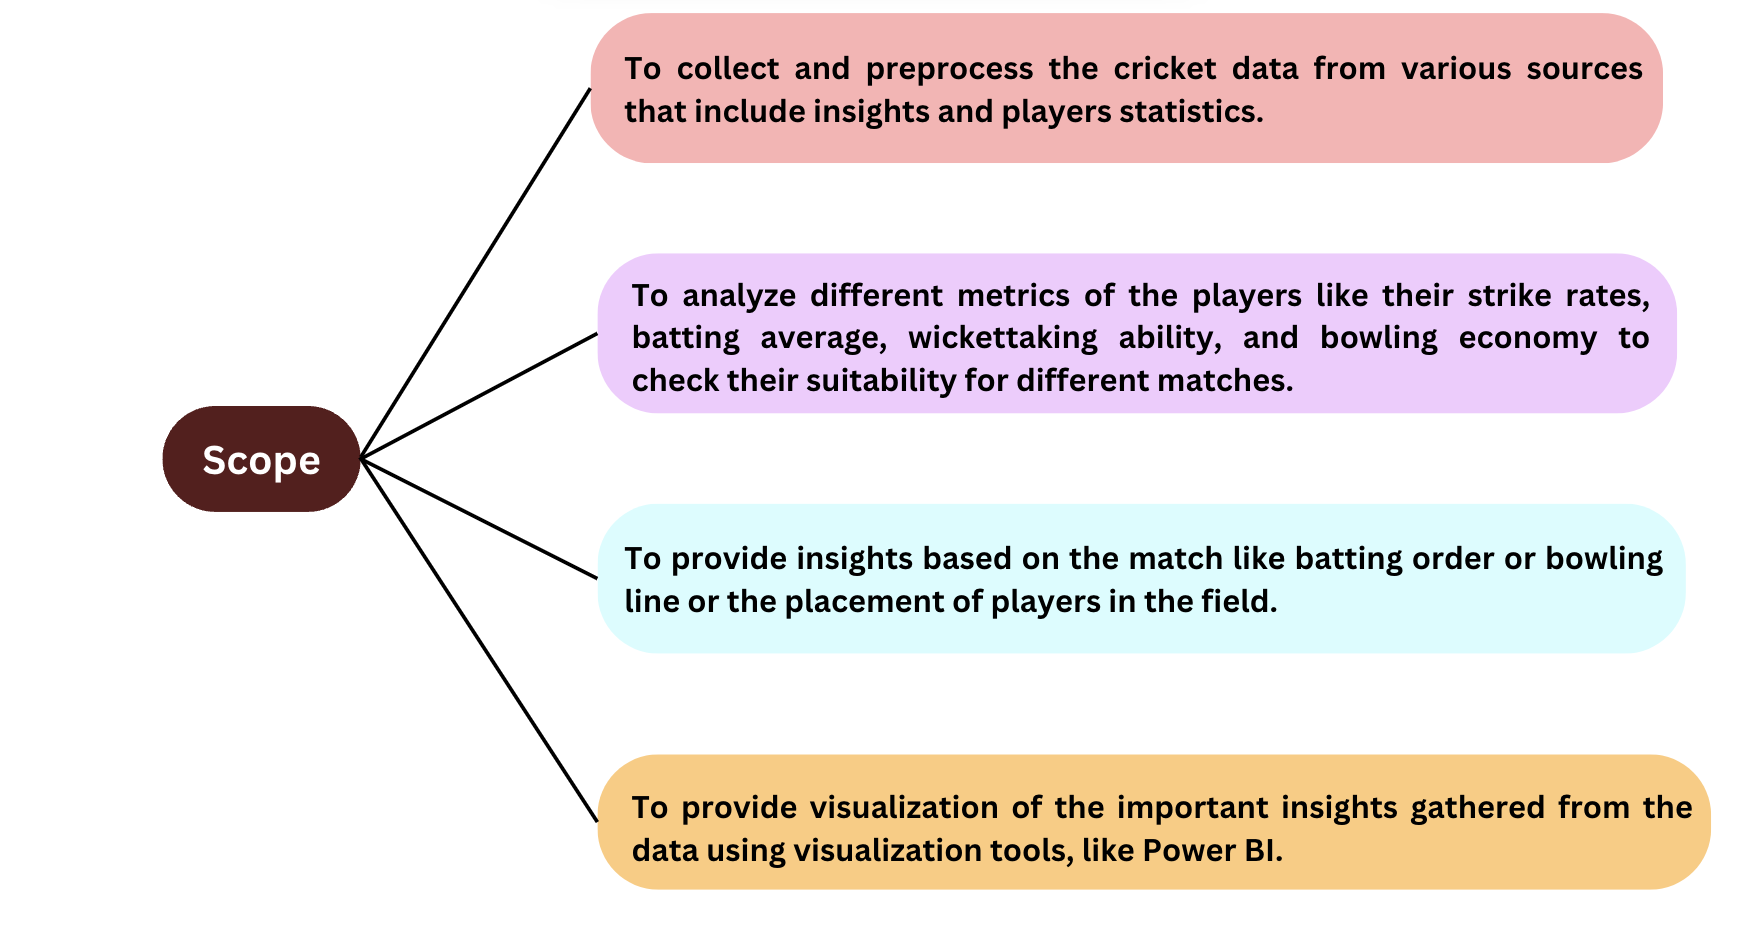 To collect and preprocess the cricket data from various sources
that include insights and players statistics.
To analyze different metrics of the players like their strike rates,
batting average, wickettaking ability, and bowling economy to
check their suitability for different matches.
Scope
To provide insights based on the match like batting order or bowling
line or the placement of players in the field.
To provide visualization of the important insights gathered from the
data using visualization tools, like Power BI.